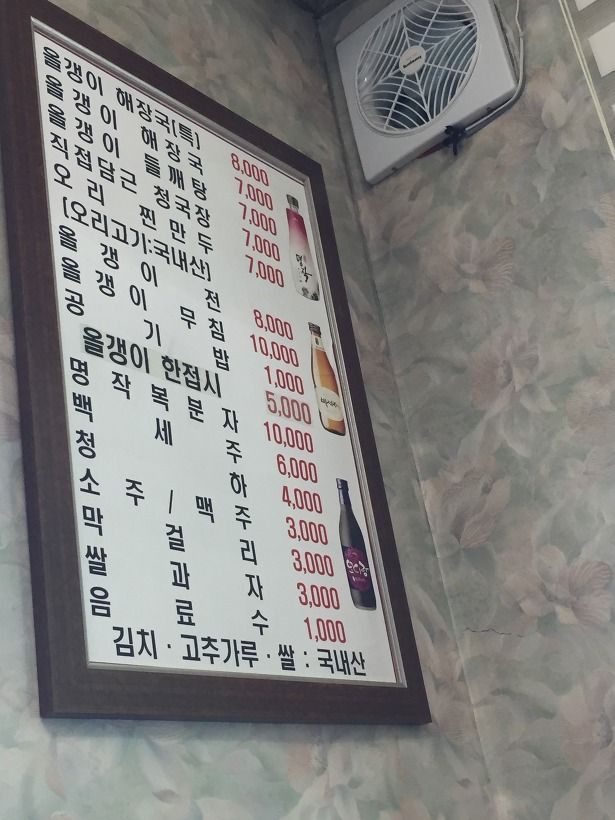 올갱이 해장국(특) 8,000
올갱이 해장국 7,000
올갱이 들깨탕 7,000
직접담근 청국장 7,000
오리찐만두 7,000
(오리고기:국내산)
올갱이전 8,000
올갱이무침 10,000
공기밥 1,000
올갱이 한접시 5,000
명작복분자 10,000
백세주 6,000
청하 4,000
소주/맥주 3,000
막걸리 3,000
쌀과자 3,000
음료수 1,000
김치 · 고추가루 · 쌀 : 국내산